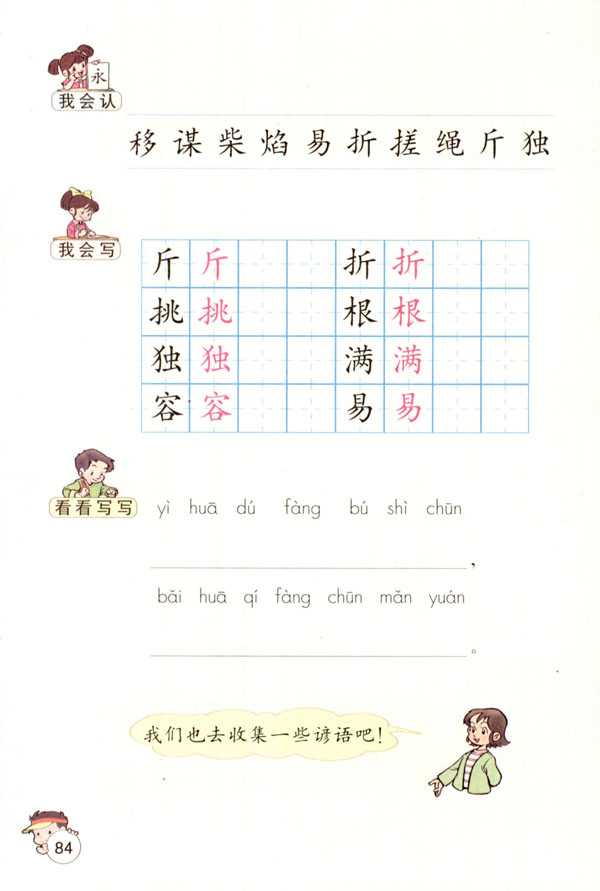 永
我会认
移 谋 柴 焰 易 折 搓 绳 斤 独
我会写
斤 斤 折 折
挑 挑 根 根
独 独 满 满
容 容 易 易
看看写写
yì huā dú fàng bú shì chūn
，
bǎi huā qí fàng chūn mǎn yuán
。
我们也去收集一些谚语吧！
84